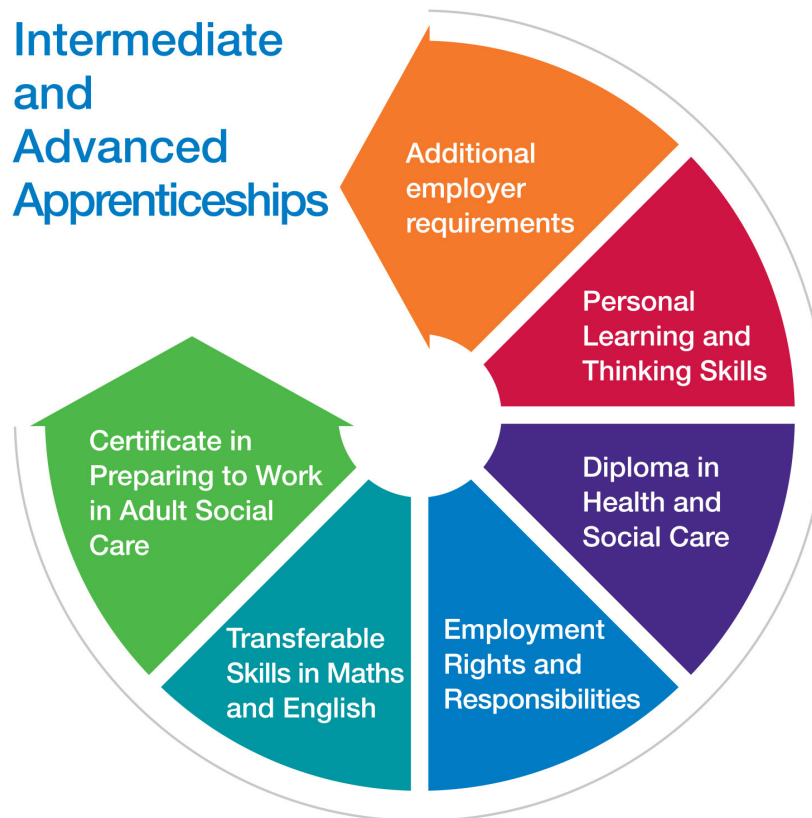 Intermediate
and
Advanced
Apprenticeships
Additional
employer
requirements
Personal
Learning and
Thinking Skills
Diploma in
Health and
Social Care
Employment
Rights and
Responsibilities
Transferable
Skills in Maths
and English
Certificate in
Preparing to Work
in Adult Social
Care